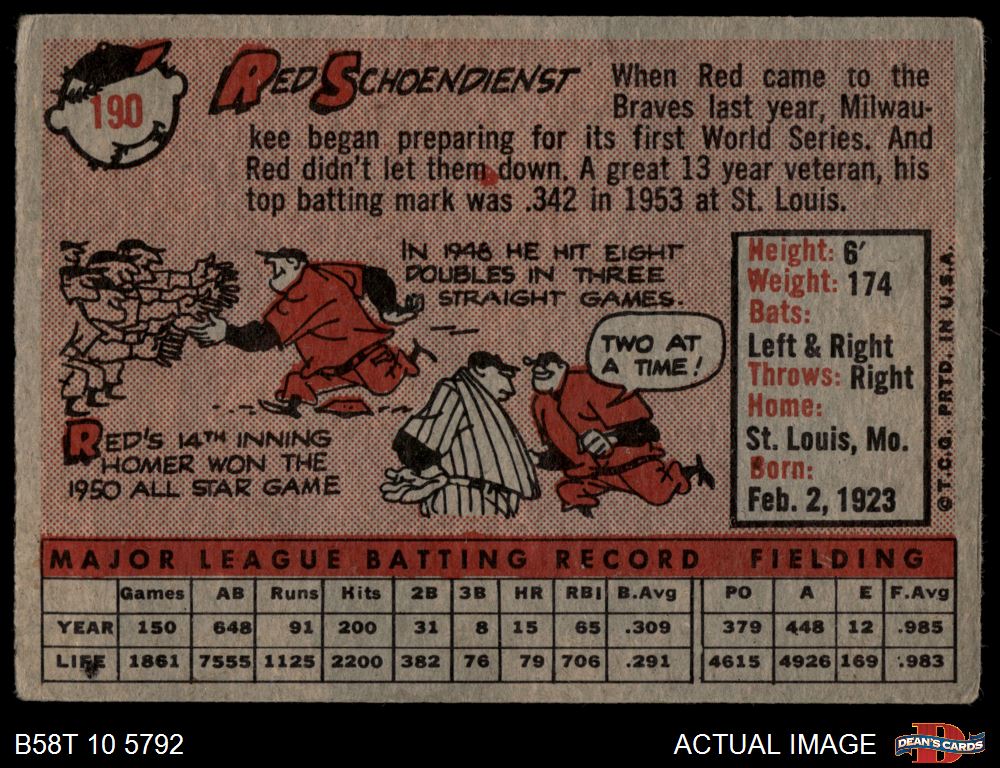 190
RED SCHOENDIENST
When Red came to the
Braves last year, Milwau-
kee began preparing for its first World Series. And
Red didn't let them down. A great 13 year veteran, his
top batting mark was .342 in 1953 at St. Louis.
IN 1948 HE HIT EIGHT
DOUBLES IN THREE
STRAIGHT GAMES.
TWO AT
A TIME!
RED'S 14TH INNING
HOMER WON THE
1950 ALL STAR GAME
Height: 6'
Weight: 174
Bats:
Left & Right
Throws: Right
Home:
St. Louis, Mo.
Born:
Feb. 2, 1923
© T.C.G. PRTD. IN U.S.A.
MAJOR LEAGUE BATTING RECORD FIELDING
Games AB Runs Hits 2B 3B HR RBI B.Avg PO A E F.Avg
YEAR 150 648 91 200 31 8 15 65 .309 379 448 12 .985
LIFE 1861 7555 1125 2200 382 76 79 706 .291 4615 4926 169 .983
B58T 10 5792
ACTUAL IMAGE
DEAN'S CARDS